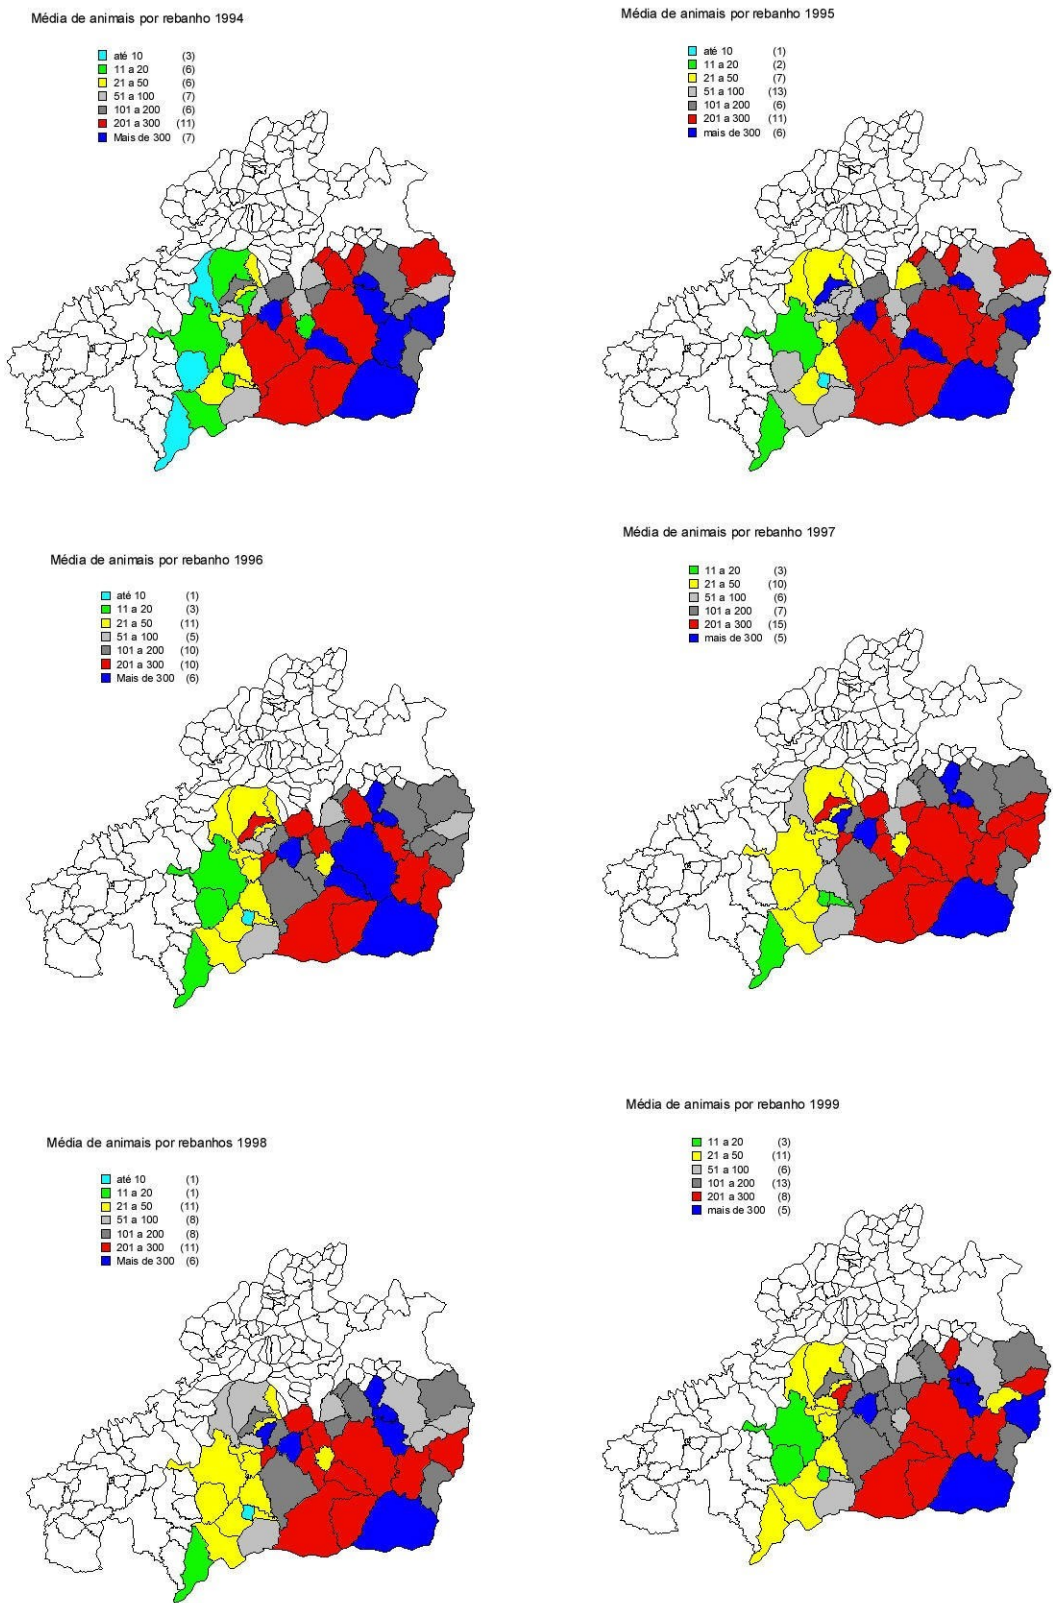 Média de animais por rebanho 1994
até 10 (3)
11 a 20 (6)
21 a 50 (6)
51 a 100 (7)
101 a 200 (6)
201 a 300 (11)
Mais de 300 (7)
Média de animais por rebanho 1995
até 10 (1)
11 a 20 (2)
21 a 50 (7)
51 a 100 (13)
101 a 200 (6)
201 a 300 (11)
mais de 300 (6)
Média de animais por rebanho 1996
até 10 (1)
11 a 20 (3)
21 a 50 (11)
51 a 100 (5)
101 a 200 (10)
201 a 300 (10)
Mais de 300 (6)
Média de animais por rebanho 1997
11 a 20 (3)
21 a 50 (10)
51 a 100 (6)
101 a 200 (7)
201 a 300 (15)
mais de 300 (5)
Média de animais por rebanhos 1998
até 10 (1)
11 a 20 (1)
21 a 50 (11)
51 a 100 (8)
101 a 200 (8)
201 a 300 (11)
Mais de 300 (6)
Média de animais por rebanho 1999
11 a 20 (3)
21 a 50 (11)
51 a 100 (6)
101 a 200 (13)
201 a 300 (8)
mais de 300 (5)